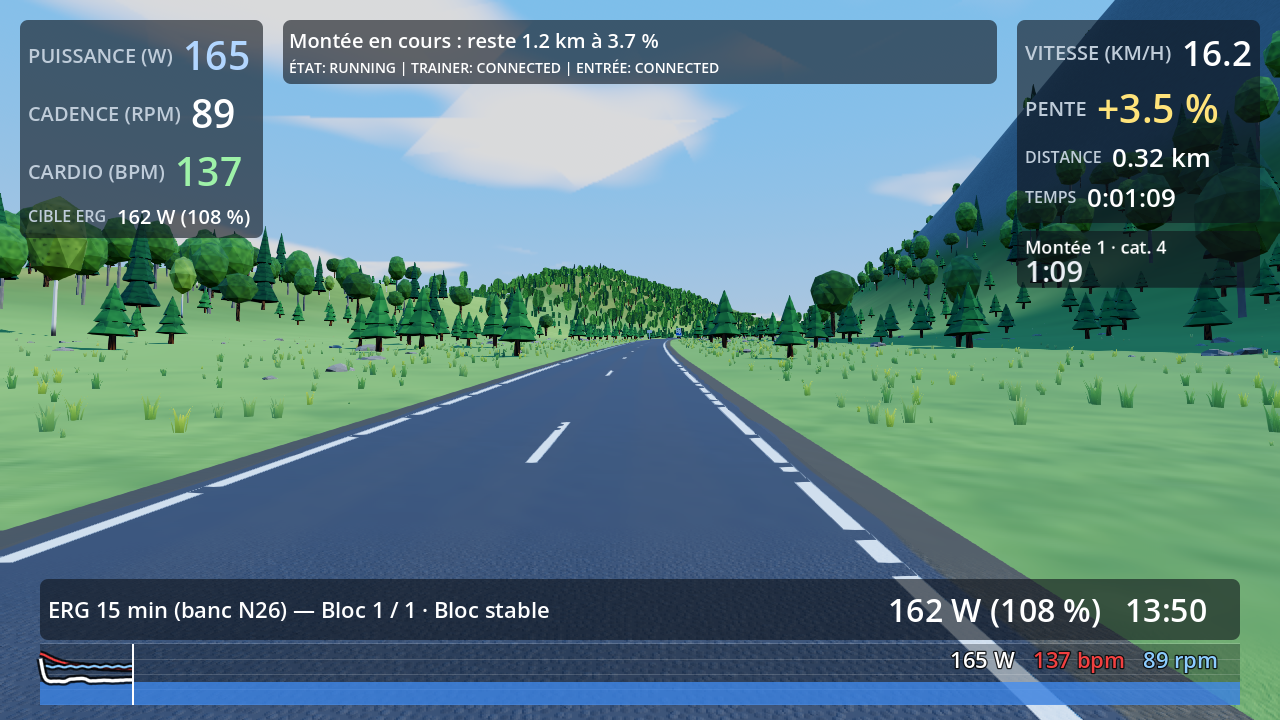 PUISSANCE (W) 165
CADENCE (RPM) 89
CARDIO (BPM) 137
CIBLE ERG 162 W (108 %)
Montée en cours : reste 1.2 km à 3.7 %
ÉTAT: RUNNING | TRAINER: CONNECTED | ENTRÉE: CONNECTED
VITESSE (KM/H) 16.2
PENTE +3.5 %
DISTANCE 0.32 km
TEMPS 0:01:09
Montée 1 · cat. 4
1:09
ERG 15 min (banc N26) — Bloc 1 / 1 · Bloc stable 162 W (108 %) 13:50
165 W 137 bpm 89 rpm